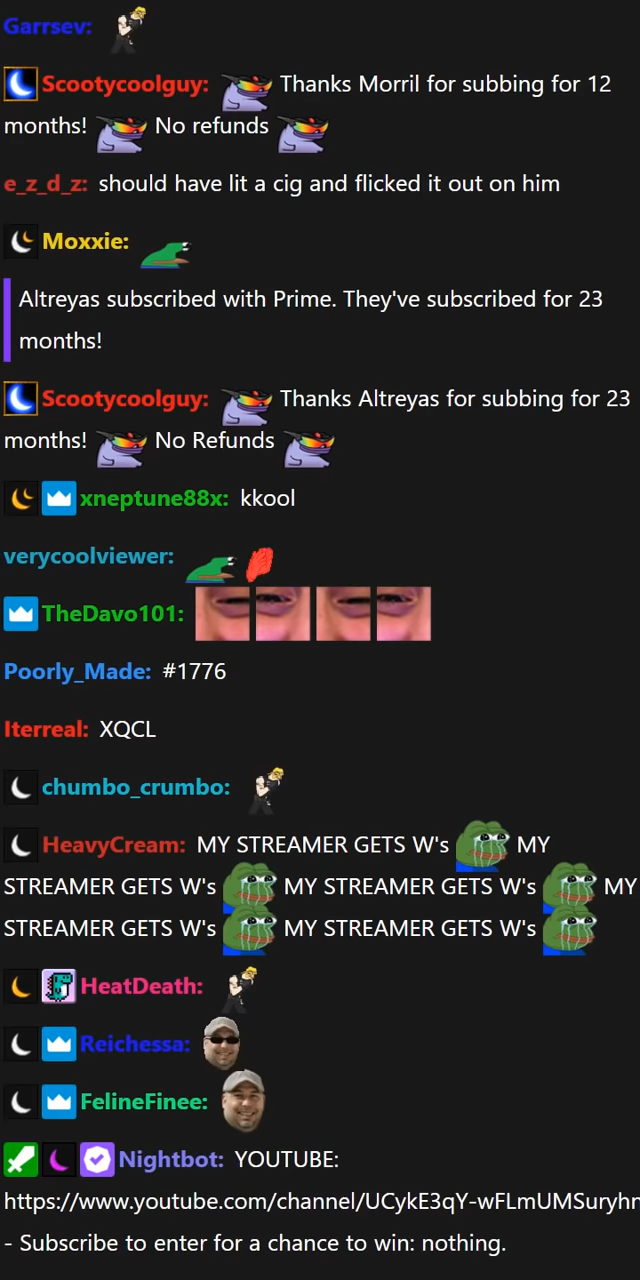 Garrsev:
Scootycoolguy: Thanks Morril for subbing for 12
months! No refunds
e_z_d_z: should have lit a cig and flicked it out on him
Moxxie:
Altreyas subscribed with Prime. They've subscribed for 23
months!
Scootycoolguy: Thanks Altreyas for subbing for 23
months! No Refunds
xneptune88x: kkool
verycoolviewer:
TheDavo101:
Poorly_Made: #1776
Iterreal: XQCL
chumbo_crumbo:
HeavyCream: MY STREAMER GETS W's MY
STREAMER GETS W's MY STREAMER GETS W's MY
STREAMER GETS W's MY STREAMER GETS W's
HeatDeath:
Reichessa:
FelineFinee:
Nightbot: YOUTUBE:
https://www.youtube.com/channel/UCykE3qY-wFLmUMSuryhn
- Subscribe to enter for a chance to win: nothing.